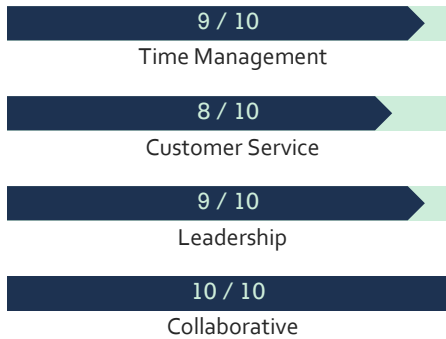 9 / 10
Time Management
8 / 10
Customer Service
9 / 10
Leadership
10 / 10
Collaborative